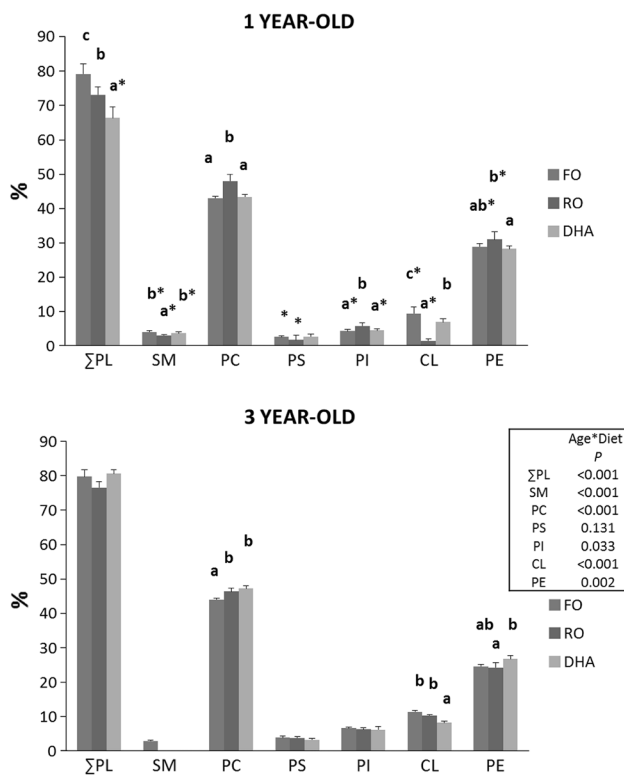 1 YEAR-OLD
%
90
80
70
60
50
40
30
20
10
0
c
b
a*
b*
a*
b*
a
b
a
*
*
a*
b
a*
c*
a*
b
ab*
b*
a
∑PL SM PC PS PI CL PE
FO
RO
DHA
3 YEAR-OLD
%
90
80
70
60
50
40
30
20
10
0
a
b
b
b
b
a
ab
a
b
∑PL SM PC PS PI CL PE
Age*Diet
P
∑PL <0.001
SM <0.001
PC <0.001
PS 0.131
PI 0.033
CL <0.001
PE 0.002
FO
RO
DHA